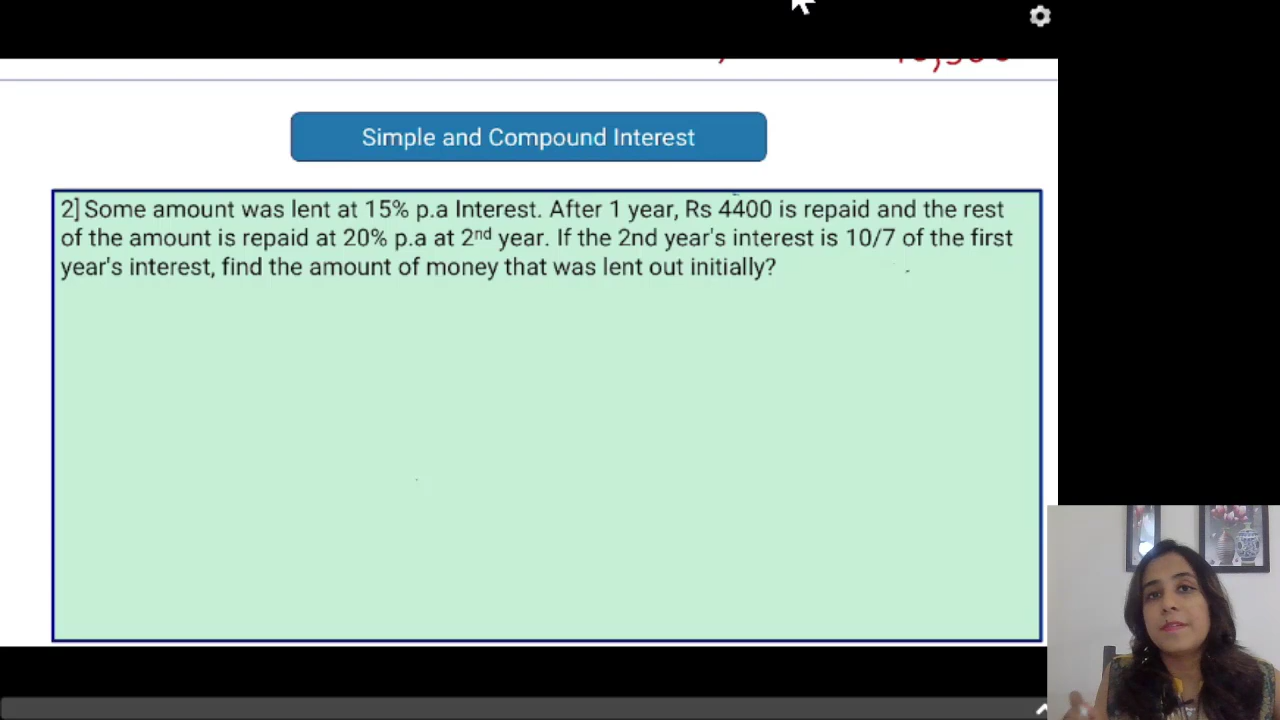 Simple and Compound Interest
2] Some amount was lent at 15% p.a Interest. After 1 year, Rs 4400 is repaid and the rest
of the amount is repaid at 20% p.a at 2nd year. If the 2nd year's interest is 10/7 of the first
year's interest, find the amount of money that was lent out initially?